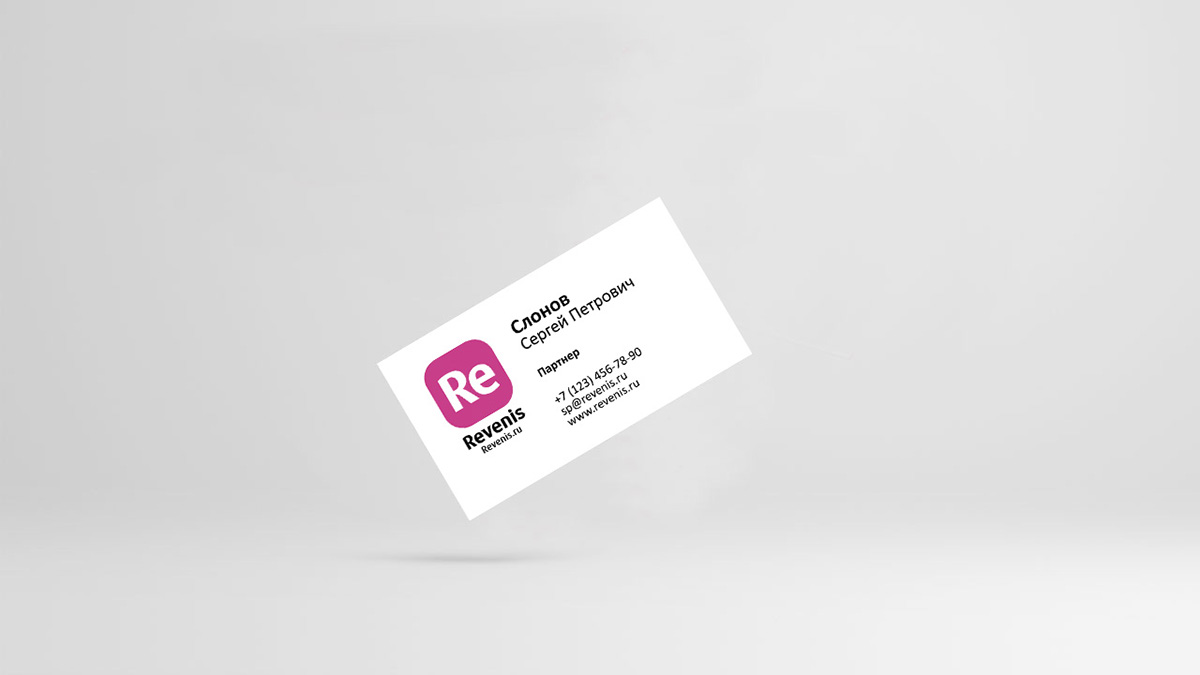 Re
Revenis
Revenis.ru
Слонов
Сергей Петрович
Партнер
+7 (123) 456-78-90
sp@revenis.ru
www.revenis.ru